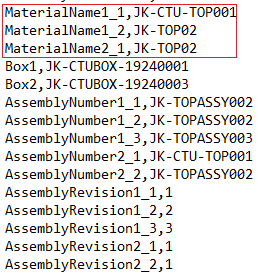 MaterialName1_1,JK-CTU-TOP001
MaterialName1_2,JK-TOP02
MaterialName2_1,JK-TOP02
Box1,JK-CTUBOX-19240001
Box2,JK-CTUBOX-19240003
AssemblyNumber1_1,JK-TOPASSY002
AssemblyNumber1_2,JK-TOPASSY002
AssemblyNumber1_3,JK-TOPASSY003
AssemblyNumber2_1,JK-CTU-TOP001
AssemblyNumber2_2,JK-TOPASSY002
AssemblyRevision1_1,1
AssemblyRevision1_2,2
AssemblyRevision1_3,3
AssemblyRevision2_1,1
AssemblyRevision2_2,1